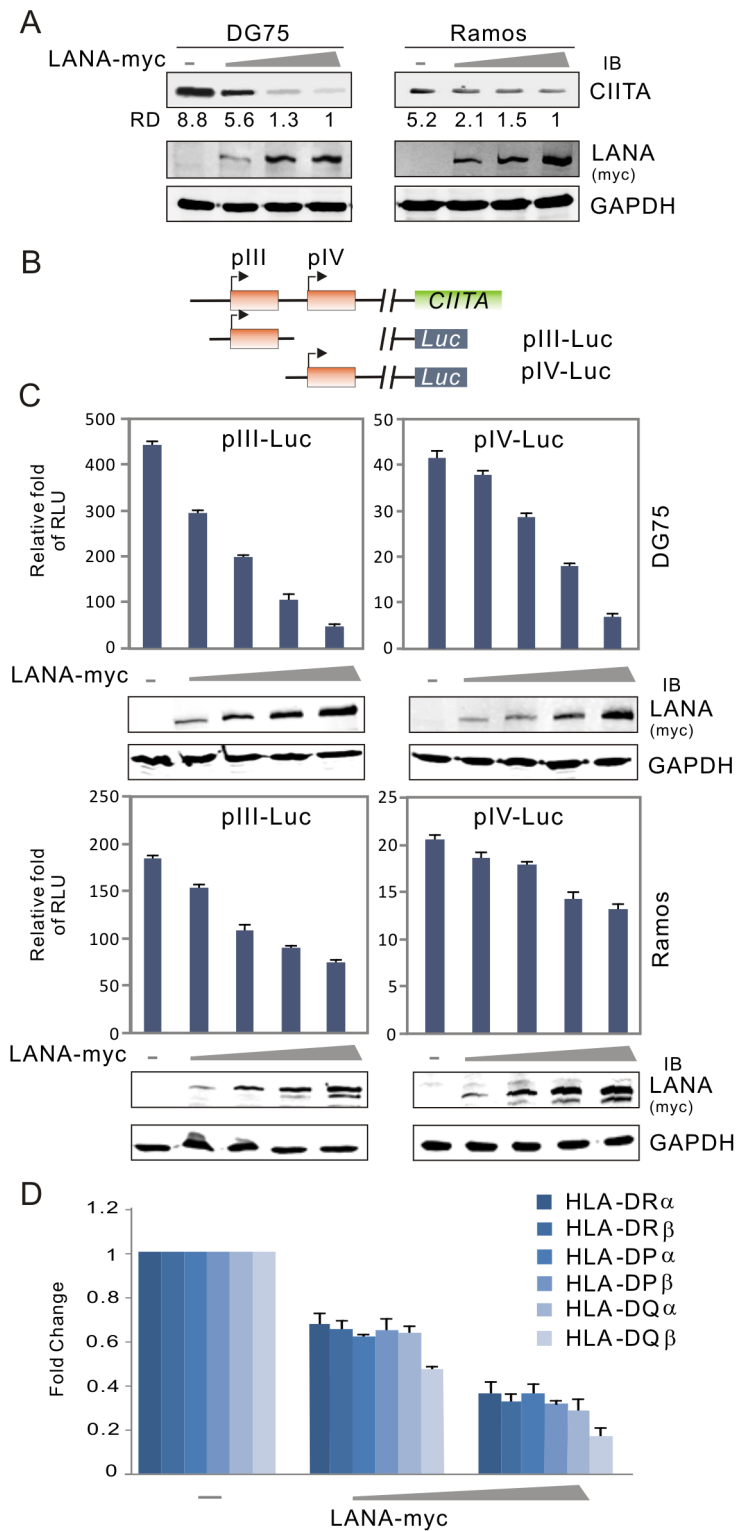 A
DG75 Ramos
LANA-myc – – IB
CIITA
RD 8.8 5.6 1.3 1 5.2 2.1 1.5 1
LANA
(myc)
GAPDH
B
pIII pIV
CIITA
Luc pIII-Luc
Luc pIV-Luc
C
500 50
pIII-Luc pIV-Luc
400 40
300 30
200 20
100 10
0 0
Relative fold
of RLU
DG75
LANA-myc – – IB
LANA
(myc)
GAPDH
250 25
pIII-Luc pIV-Luc
200 20
150 15
100 10
50 5
0 0
Relative fold
of RLU
Ramos
LANA-myc – – IB
LANA
(myc)
GAPDH
D
1.2
1.0
0.8
0.6
0.4
0.2
0
Fold Change
HLA-DRα
HLA-DRβ
HLA-DPα
HLA-DPβ
HLA-DQα
HLA-DQβ
–
LANA-myc